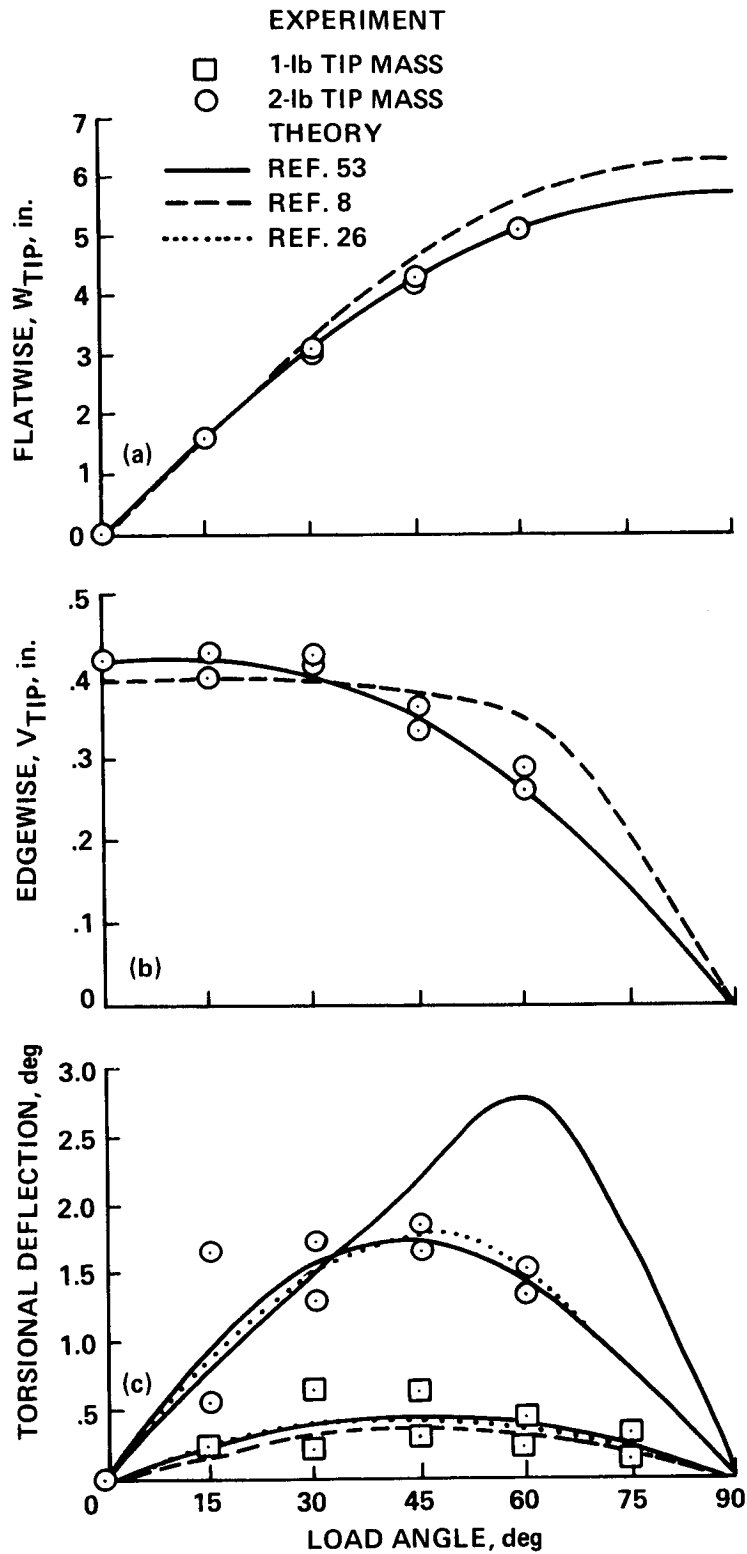 EXPERIMENT
1-lb TIP MASS
2-lb TIP MASS
THEORY
REF. 53
REF. 8
REF. 26
FLATWISE, WTIP, in.
7
6
5
4
3
2
1
0
(a)
EDGEWISE, VTIP, in.
.5
.4
.3
.2
.1
0
(b)
TORSIONAL DEFLECTION, deg
3.0
2.5
2.0
1.5
1.0
.5
0
(c)
15
30
45
60
75
90
LOAD ANGLE, deg